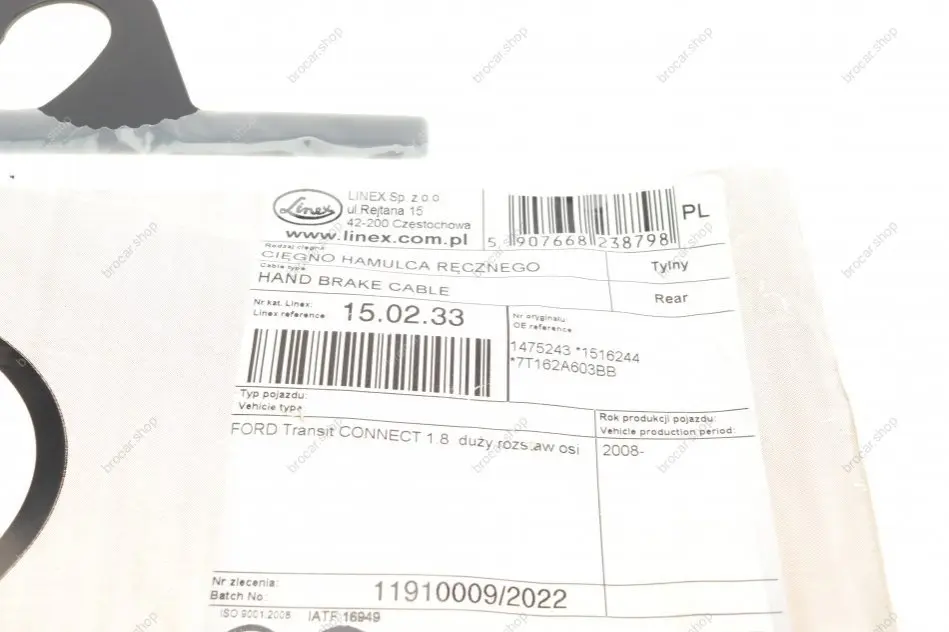 Linex
LINEX Sp. z o.o
ul.Rejtana 15
42-200 Czestochowa
www.linex.com.pl
5 907668 238798
PL
Rodzaj cięgna
CIĘGNO HAMULCA RĘCZNEGO
Tylny
Cable type
HAND BRAKE CABLE
Rear
Nr kat. Linex:
Linex reference
15.02.33
Nr oryginału
OE reference
1475243 *1516244
*7T162A603BB
Typ pojazdu:
Vehicle type
Rok produkcji pojazdu:
Vehicle production period:
FORD Transit CONNECT 1.8 duży rozstaw osi
2008-
Nr zlecenia:
Batch No:
11910009/2022
ISO 9001:2008 IATF 16949
brocar.shop